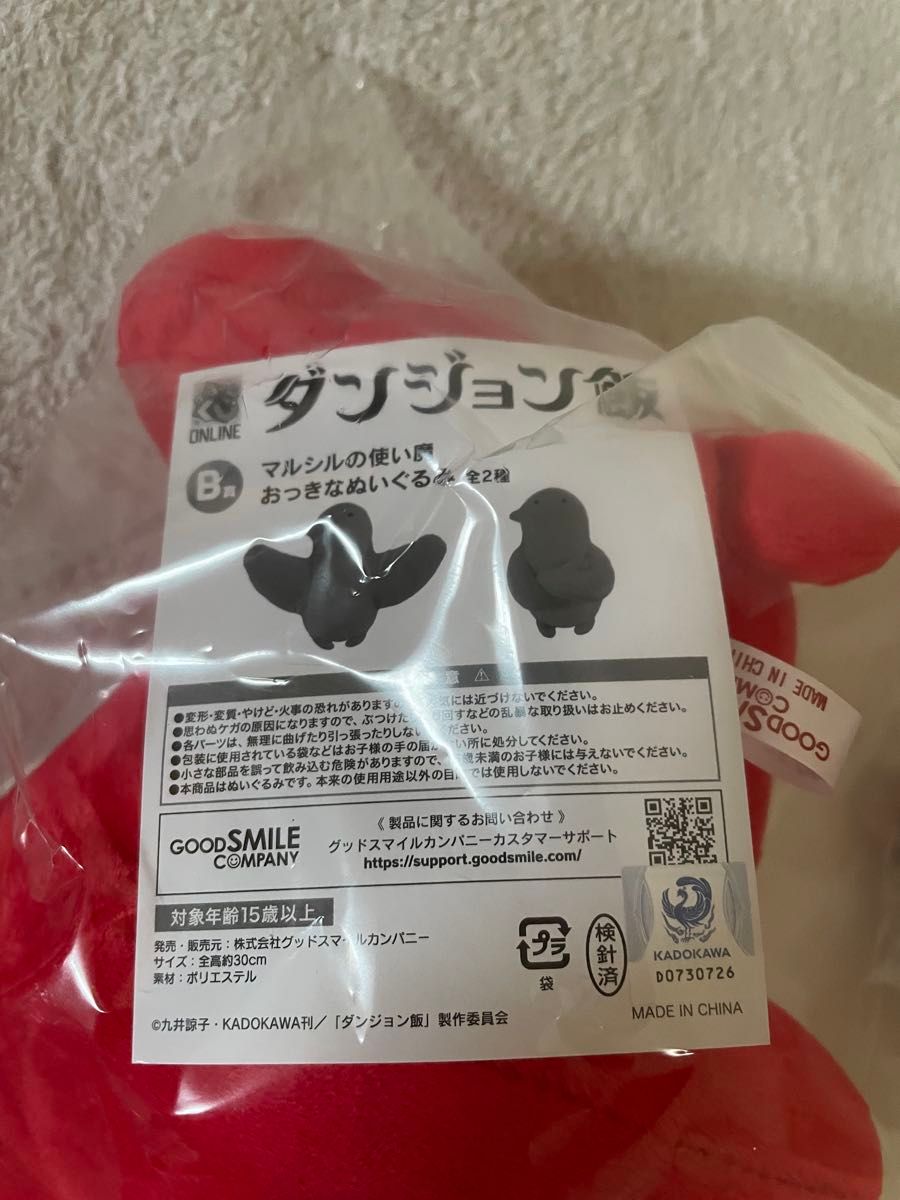 くじ
ONLINE
ダンジョン飯
B賞
マルシルの使い魔
おっきなぬいぐるみ 全2種
意
●変形・変質・やけど・火事の恐れがありますの 気には近づけないでください。
●思わぬケガの原因になりますので、ぶつけた 回すなどの乱暴な取り扱いはお止めください。
●各パーツは、無理に曲げたり引っ張ったりしない ください。
●包装に使用されている袋などはお子様の手の届か い所に処分してください。
●小さな部品を誤って飲み込む危険がありますので、 歳未満のお子様には与えないでください。
●本商品はぬいぐるみです。本来の使用用途以外の目 では使用しないでください。
GOOD SMILE
COMPANY
《 製品に関するお問い合わせ 》
グッドスマイルカンパニーカスタマーサポート
https://support.goodsmile.com/
対象年齢15歳以上
発売・販売元：株式会社グッドスマイルカンパニー
サイズ：全高約30cm
素材：ポリエステル
プラ
袋
検針済
KADOKAWA
D0730726
MADE IN CHINA
©九井諒子・KADOKAWA刊／「ダンジョン飯」製作委員会
GOOD
MADE IN CHI